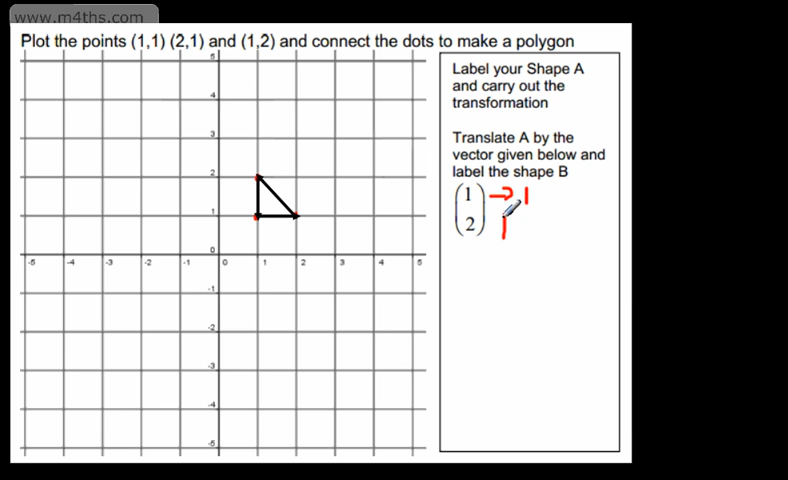 www.m4ths.com
Plot the points (1,1) (2,1) and (1,2) and connect the dots to make a polygon
Label your Shape A
and carry out the
transformation
Translate A by the
vector given below and
label the shape B
1 → 1
2
5
4
3
2
1
0
-5 -4 -3 -2 -1 0 1 2 3 4 5
-1
-2
-3
-4
-5